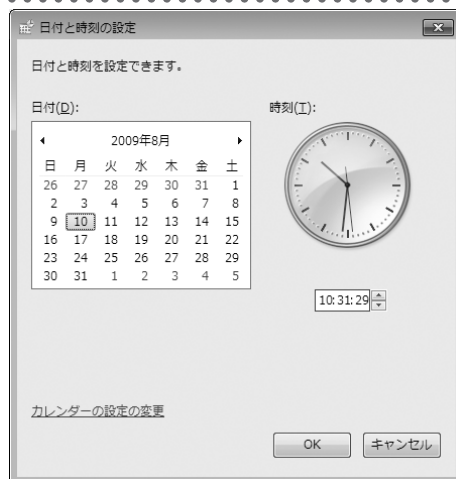 日付と時刻の設定
日付と時刻を設定できます。
日付(D):
時刻(T):
2009年8月
日 月 火 水 木 金 土
26 27 28 29 30 31 1
2 3 4 5 6 7 8
9 10 11 12 13 14 15
16 17 18 19 20 21 22
23 24 25 26 27 28 29
30 31 1 2 3 4 5
10:31:29
カレンダーの設定の変更
OK キャンセル